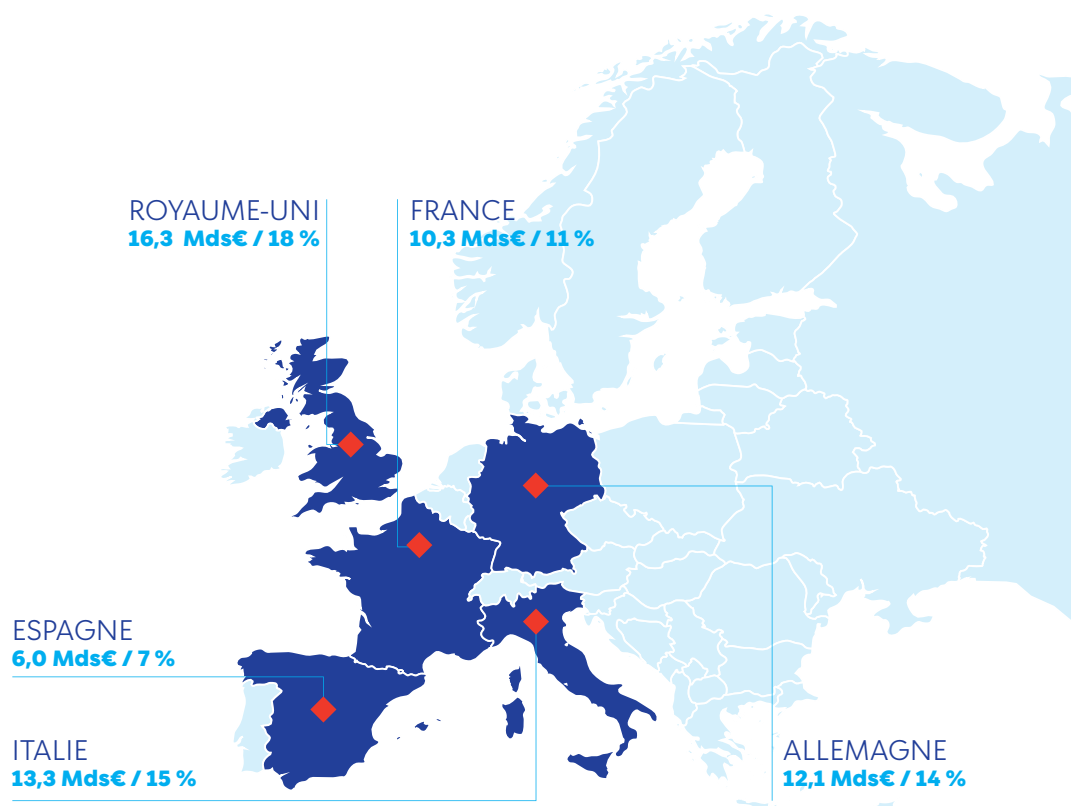 ROYAUME-UNI
16,3 Mds€ / 18 %
FRANCE
10,3 Mds€ / 11 %
ESPAGNE
6,0 Mds€ / 7 %
ITALIE
13,3 Mds€ / 15 %
ALLEMAGNE
12,1 Mds€ / 14 %